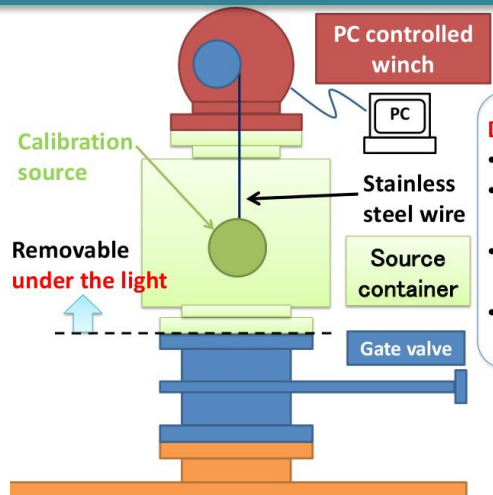 PC controlled
winch
PC
Calibration
source
Stainless
steel wire
Removable
under the light
Source
container
Gate valve